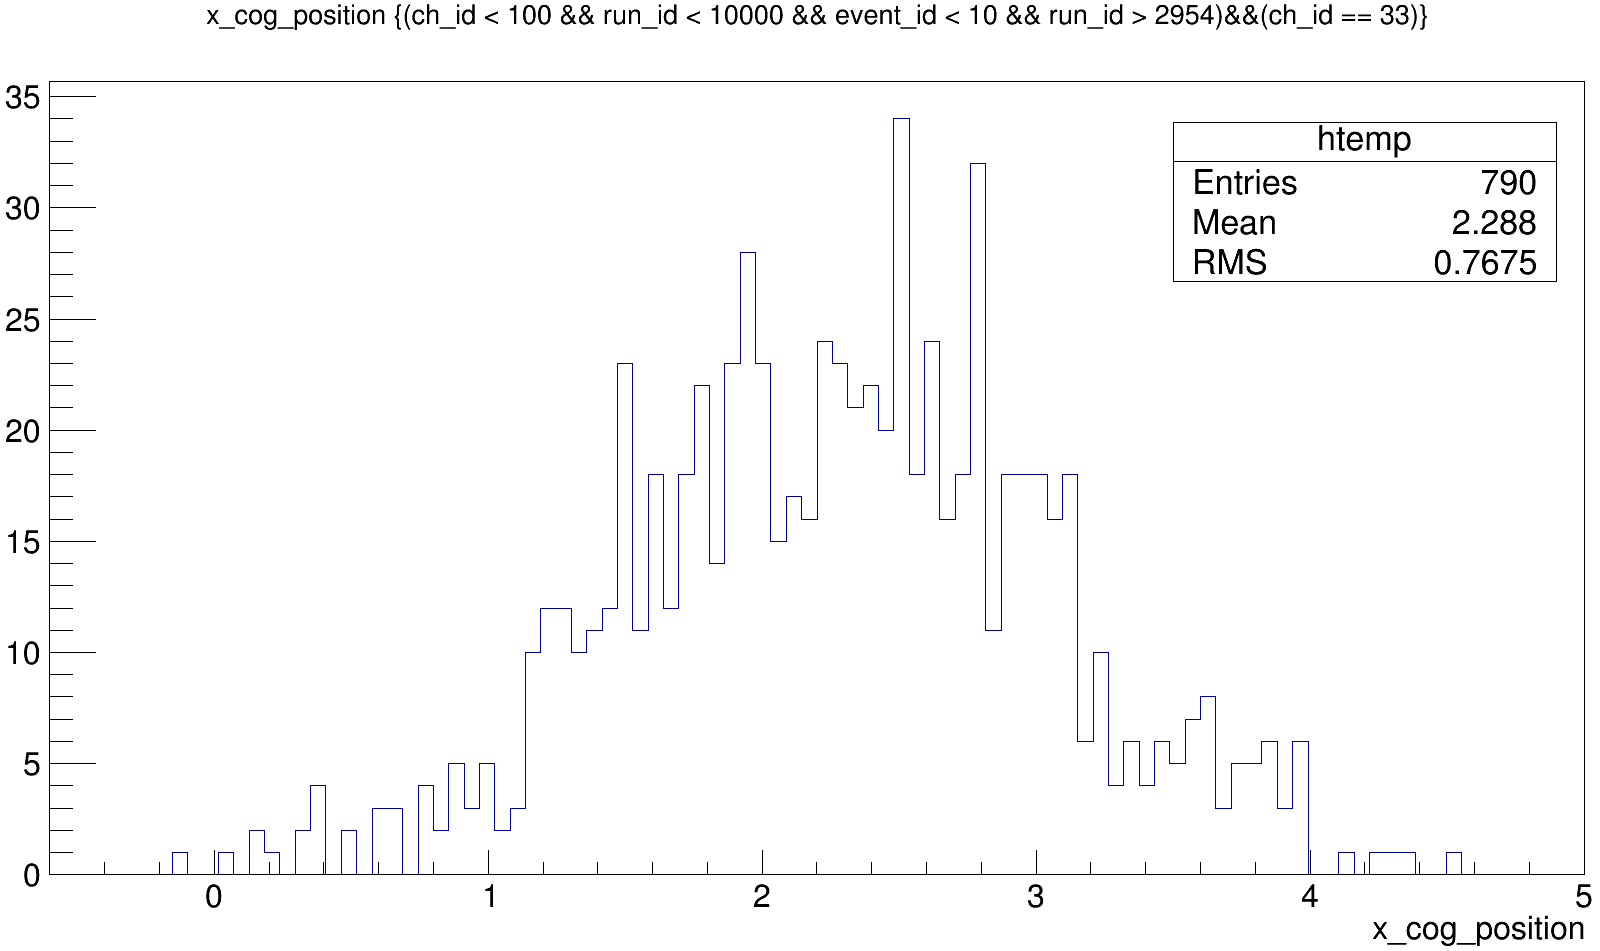 x_cog_position {(ch_id < 100 && run_id < 10000 && event_id < 10 && run_id > 2954)&&(ch_id == 33)}
htemp
Entries 790
Mean 2.288
RMS 0.7675
35
30
25
20
15
10
5
0
0 1 2 3 4 5
x_cog_position